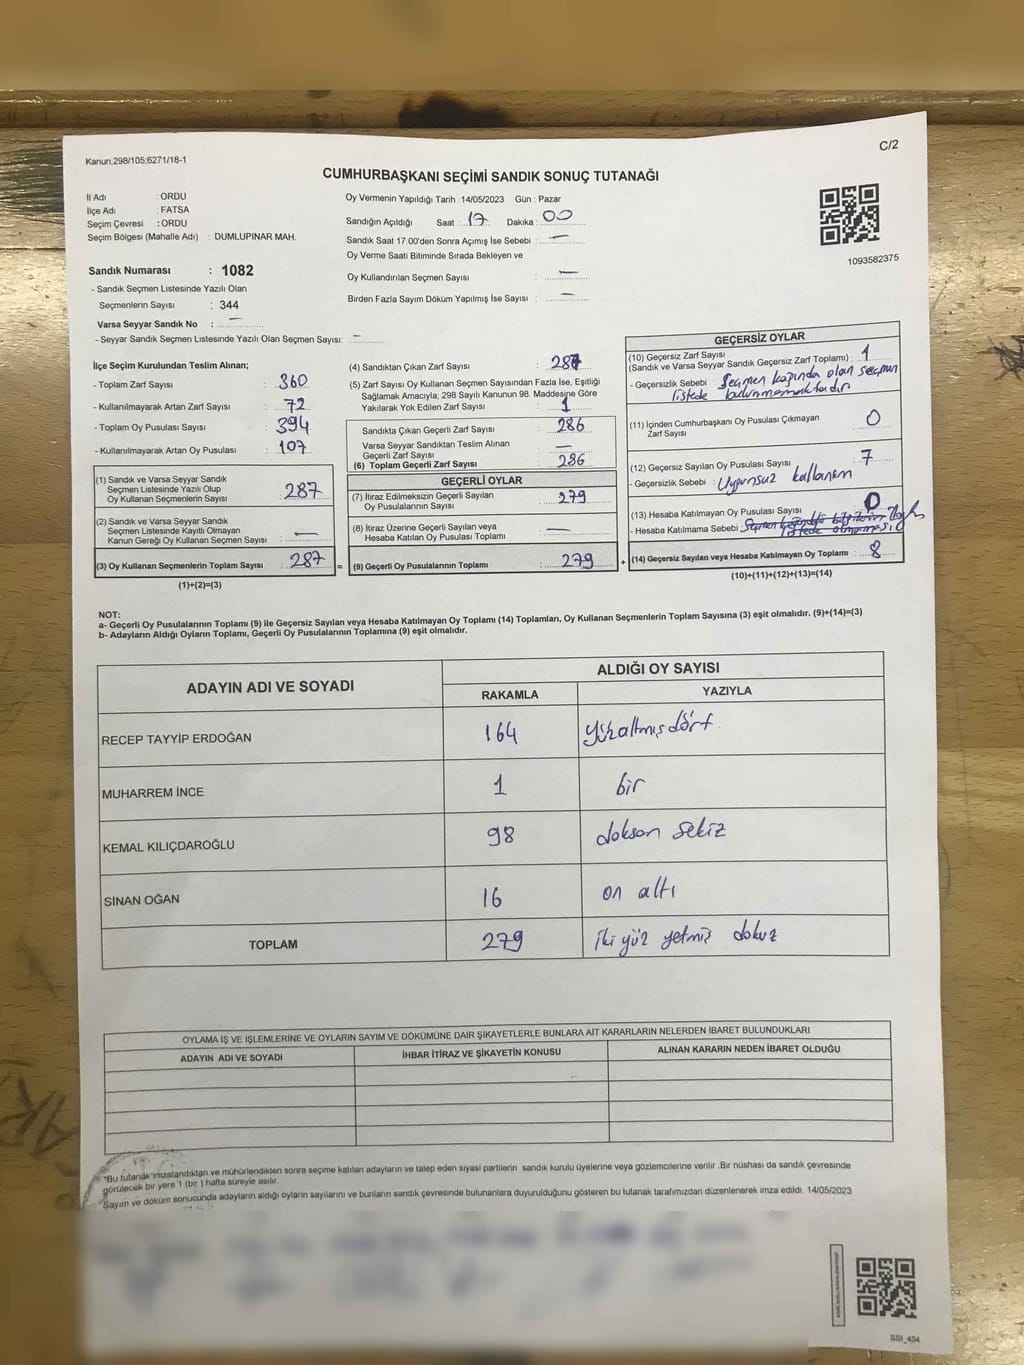 C/2
Kanun;298/105;6271/18-1
CUMHURBAŞKANI SEÇİMİ SANDIK SONUÇ TUTANAĞI
İl Adı : ORDU
İlçe Adı : FATSA
Seçim Çevresi : ORDU
Seçim Bölgesi (Mahalle Adı) : DUMLUPINAR MAH.
Sandık Numarası : 1082
- Sandık Seçmen Listesinde Yazılı Olan
Seçmenlerin Sayısı : 344
Varsa Seyyar Sandık No : —
- Seyyar Sandık Seçmen Listesinde Yazılı Olan Seçmen Sayısı: —
Oy Vermenin Yapıldığı Tarih : 14/05/2023 Gün : Pazar
Sandığın Açıldığı Saat : 17 Dakika : 00
Sandık Saat 17.00'den Sonra Açımış İse Sebebi : —
Oy Verme Saati Bitiminde Sırada Bekleyen ve
Oy Kullandırılan Seçmen Sayısı : —
Birden Fazla Sayım Döküm Yapılmış İse Sayısı : —
1093582375
İlçe Seçim Kurulundan Teslim Alınan;
- Toplam Zarf Sayısı : 360
- Kullanılmayarak Artan Zarf Sayısı : 72
- Toplam Oy Pusulası Sayısı : 394
- Kullanılmayarak Artan Oy Pusulası : 107
(1) Sandık ve Varsa Seyyar Sandık
Seçmen Listesinde Yazılı Olup
Oy Kullanan Seçmenlerin Sayısı : 287
(2) Sandık ve Varsa Seyyar Sandık
Seçmen Listesinde Kayıtlı Olmayan
Kanun Gereği Oy Kullanan Seçmen Sayısı : —
(3) Oy Kullanan Seçmenlerin Toplam Sayısı : 287 =
(1)+(2)=(3)
(4) Sandıktan Çıkan Zarf Sayısı : 287
(5) Zarf Sayısı Oy Kullanan Seçmen Sayısından Fazla İse, Eşitliği
Sağlamak Amacıyla, 298 Sayılı Kanunun 98. Maddesine Göre
Yakılarak Yok Edilen Zarf Sayısı : 1
Sandıkta Çıkan Geçerli Zarf Sayısı : 286
Varsa Seyyar Sandıktan Teslim Alınan
Geçerli Zarf Sayısı : —
(6) Toplam Geçerli Zarf Sayısı : 286
GEÇERLİ OYLAR
(7) İtiraz Edilmeksizin Geçerli Sayılan
Oy Pusulasının Sayısı : 279
(8) İtiraz Üzerine Geçerli Sayılan veya
Hesaba Katılan Oy Pusulası Toplamı : —
(9) Geçerli Oy Pusulalarının Toplamı : 279 +
GEÇERSİZ OYLAR
(10) Geçersiz Zarf Sayısı
(Sandık ve Varsa Seyyar Sandık Geçersiz Zarf Toplamı) : 1
- Geçersizlik Sebebi : Seçmen kaşında olan seçmen
listede bulunmamaktadır
(11) İçinden Cumhurbaşkanı Oy Pusulası Çıkmayan
Zarf Sayısı : 0
(12) Geçersiz Sayılan Oy Pusulası Sayısı : 7
- Geçersizlik Sebebi : Uygunsuz kullanım
(13) Hesaba Katılmayan Oy Pusulası Sayısı : 0
- Hesaba Katılmama Sebebi :
(14) Geçersiz Sayılan veya Hesaba Katılmayan Oy Toplamı : 8
(10)+(11)+(12)+(13)=(14)
NOT:
a- Geçerli Oy Pusulalarının Toplamı (9) ile Geçersiz Sayılan veya Hesaba Katılmayan Oy Toplamı (14) Toplamları, Oy Kullanan Seçmenlerin Toplam Sayısına (3) eşit olmalıdır. (9)+(14)=(3)
b- Adayların Aldığı Oyların Toplamı, Geçerli Oy Pusulalarının Toplamına (9) eşit olmalıdır.
ADAYIN ADI VE SOYADI
ALDIĞI OY SAYISI
RAKAMLA YAZIYLA
RECEP TAYYİP ERDOĞAN 164 yüzaltmışdört
MUHARREM İNCE 1 bir
KEMAL KILIÇDAROĞLU 98 doksan sekiz
SİNAN OĞAN 16 on altı
TOPLAM 279 iki yüz yetmiş dokuz
OYLAMA İŞ VE İŞLEMLERİNE VE OYLARIN SAYIM VE DÖKÜMÜNE DAİR ŞİKAYETLERLE BUNLARA AİT KARARLARIN NELERDEN İBARET BULUNDUKLARI
ADAYIN ADI VE SOYADI İHBAR İTİRAZ VE ŞİKAYETİN KONUSU ALINAN KARARIN NEDEN İBARET OLDUĞU
*Bu tutanak imzalandıktan ve mühürlendikten sonra seçime katılan adayların ve talep eden siyasi partilerin sandık kurulu üyelerine veya gözlemcilerine verilir .Bir nüshası da sandık çevresinde
görülecek bir yere '1 (bir ) hafta süreyle asılır.
Sayım ve döküm sonucunda adayların aldığı oyların sayılarını ve bunların sandık çevresinde bulunanlara duyurulduğunu gösteren bu tutanak tarafımızdan düzenlenerek imza edildi. 14/05/2023
SSI_404